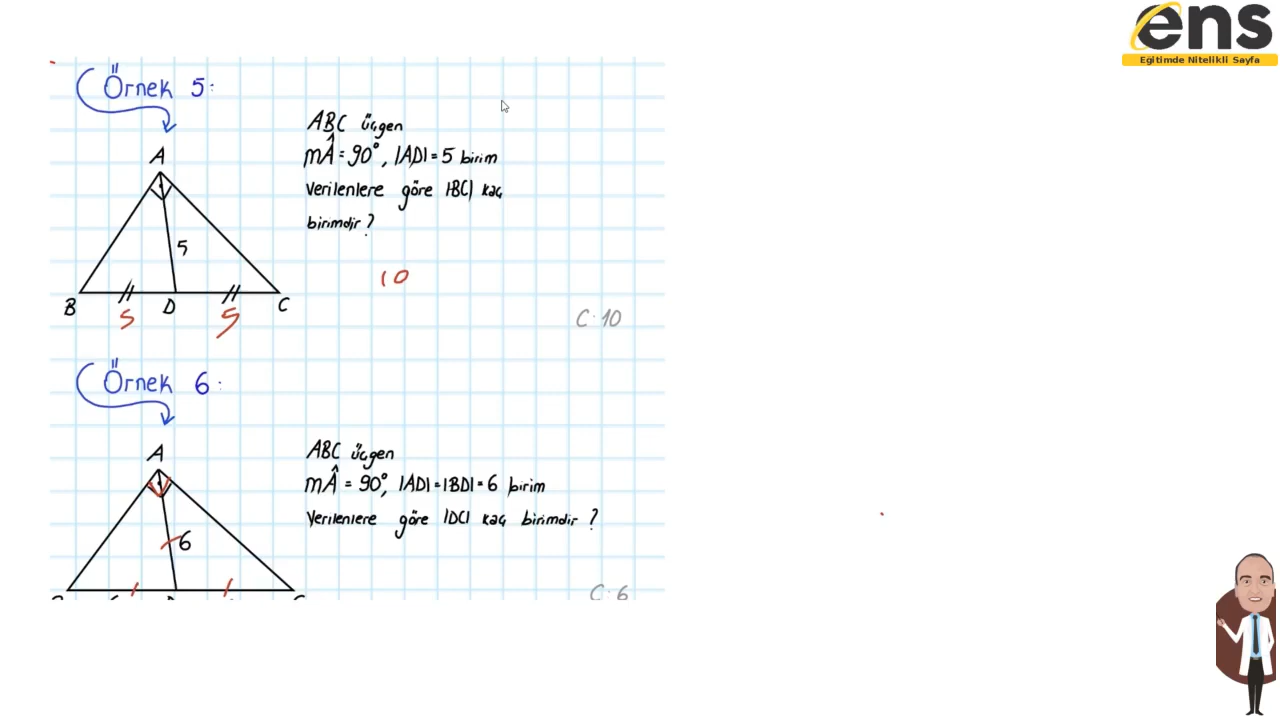 ens
Eğitimde Nitelikli Sayfa
Örnek 5:
ABC üçgen
mÂ = 90°, |AD| = 5 birim
Verilenlere göre |BC| kaç
birimdir?
A
5
B
D
C
5
5
10
C:10
Örnek 6:
ABC üçgen
mÂ = 90°, |AD|=|BD|=6 birim
Verilenlere göre |DC| kaç birimdir?
A
6
C:6